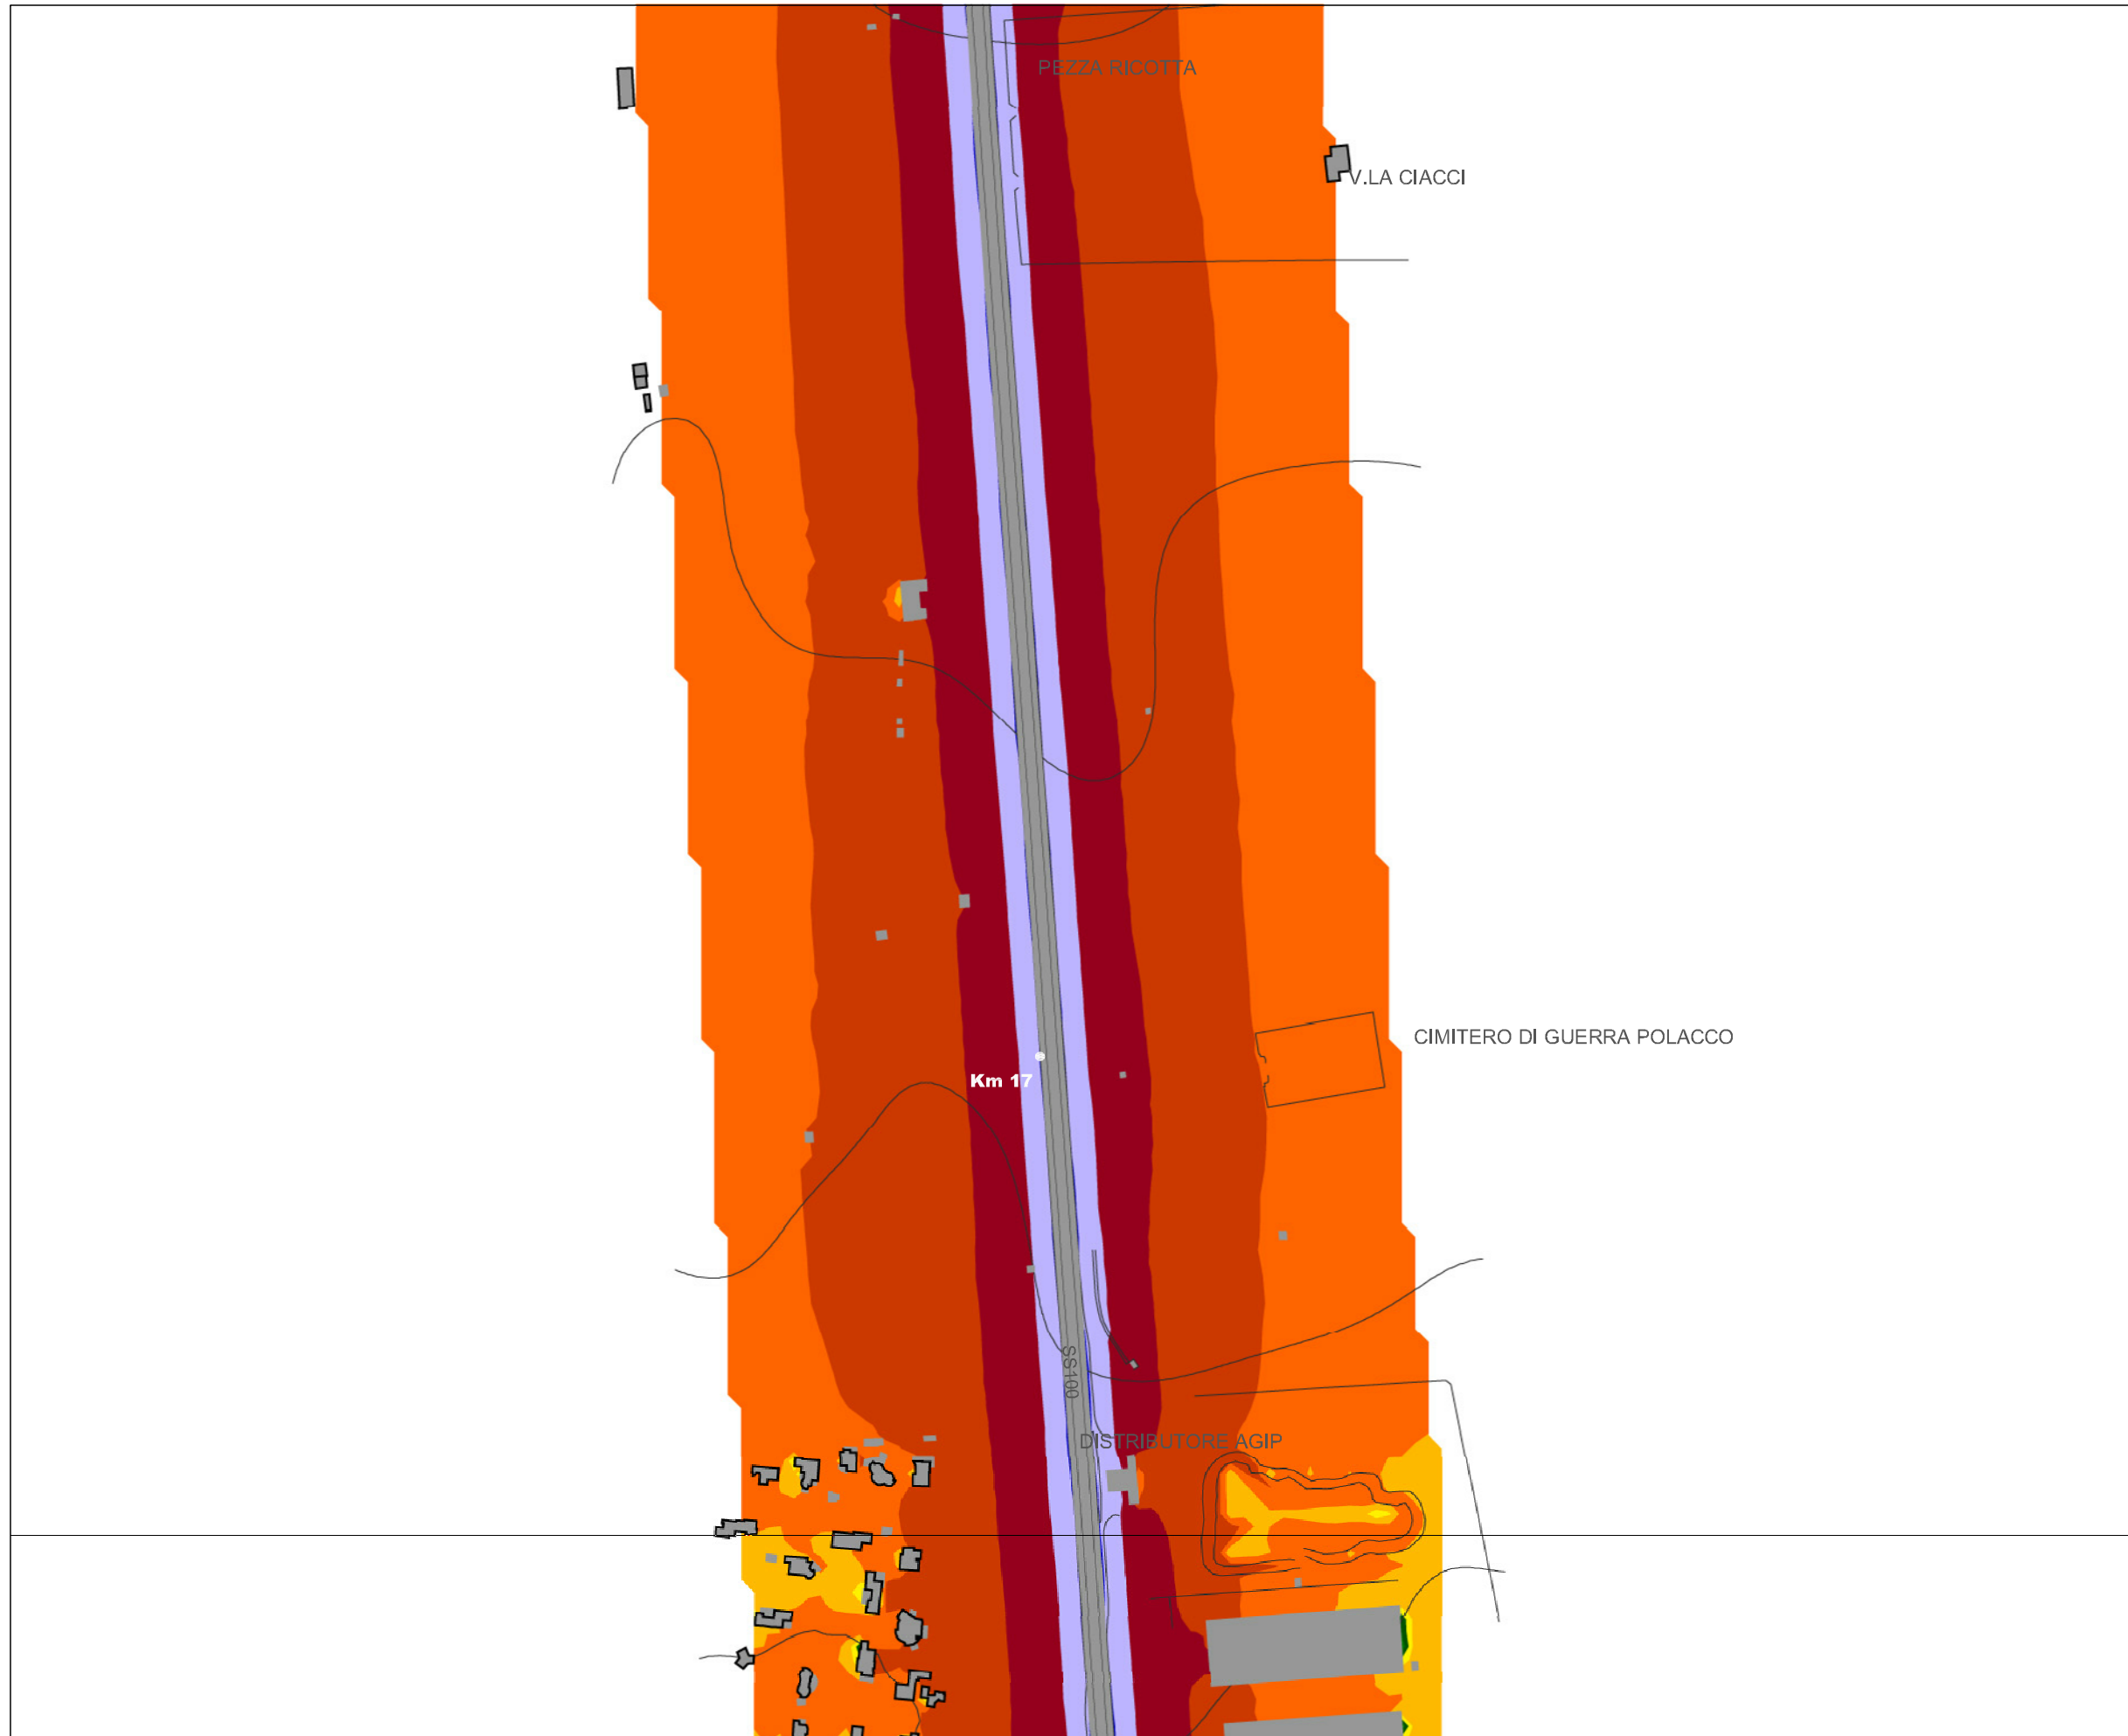 PEZZA RICOTTA
V.LA CIACCI
CIMITERO DI GUERRA POLACCO
Km 17
SS100
DISTRIBUTORE AGIP